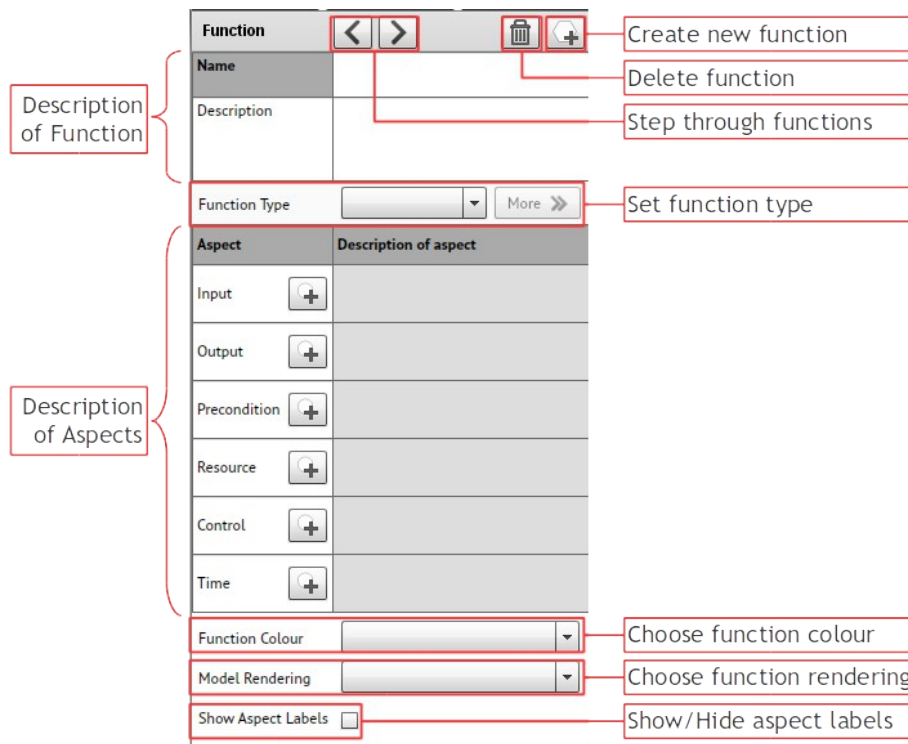 Function
Create new function
Name
Delete function
Description
of Function
Description
Step through functions
Function Type
More
Set function type
Aspect
Description of aspect
Input
Output
Precondition
Description
of Aspects
Resource
Control
Time
Function Colour
Choose function colour
Model Rendering
Choose function rendering
Show Aspect Labels
Show/Hide aspect labels